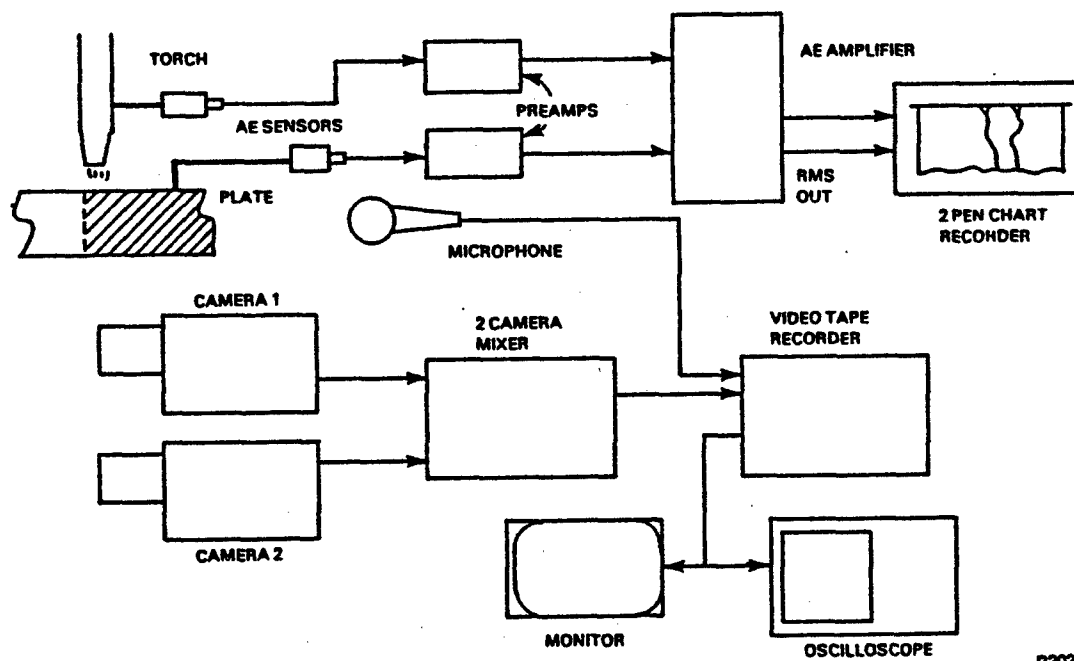 TORCH
AE SENSORS
PREAMPS
AE AMPLIFIER
PLATE
RMS
OUT
2 PEN CHART
RECOHDER
MICROPHONE
CAMERA 1
2 CAMERA
MIXER
VIDEO TAPE
RECORDER
CAMERA 2
MONITOR
OSCILLOSCOPE